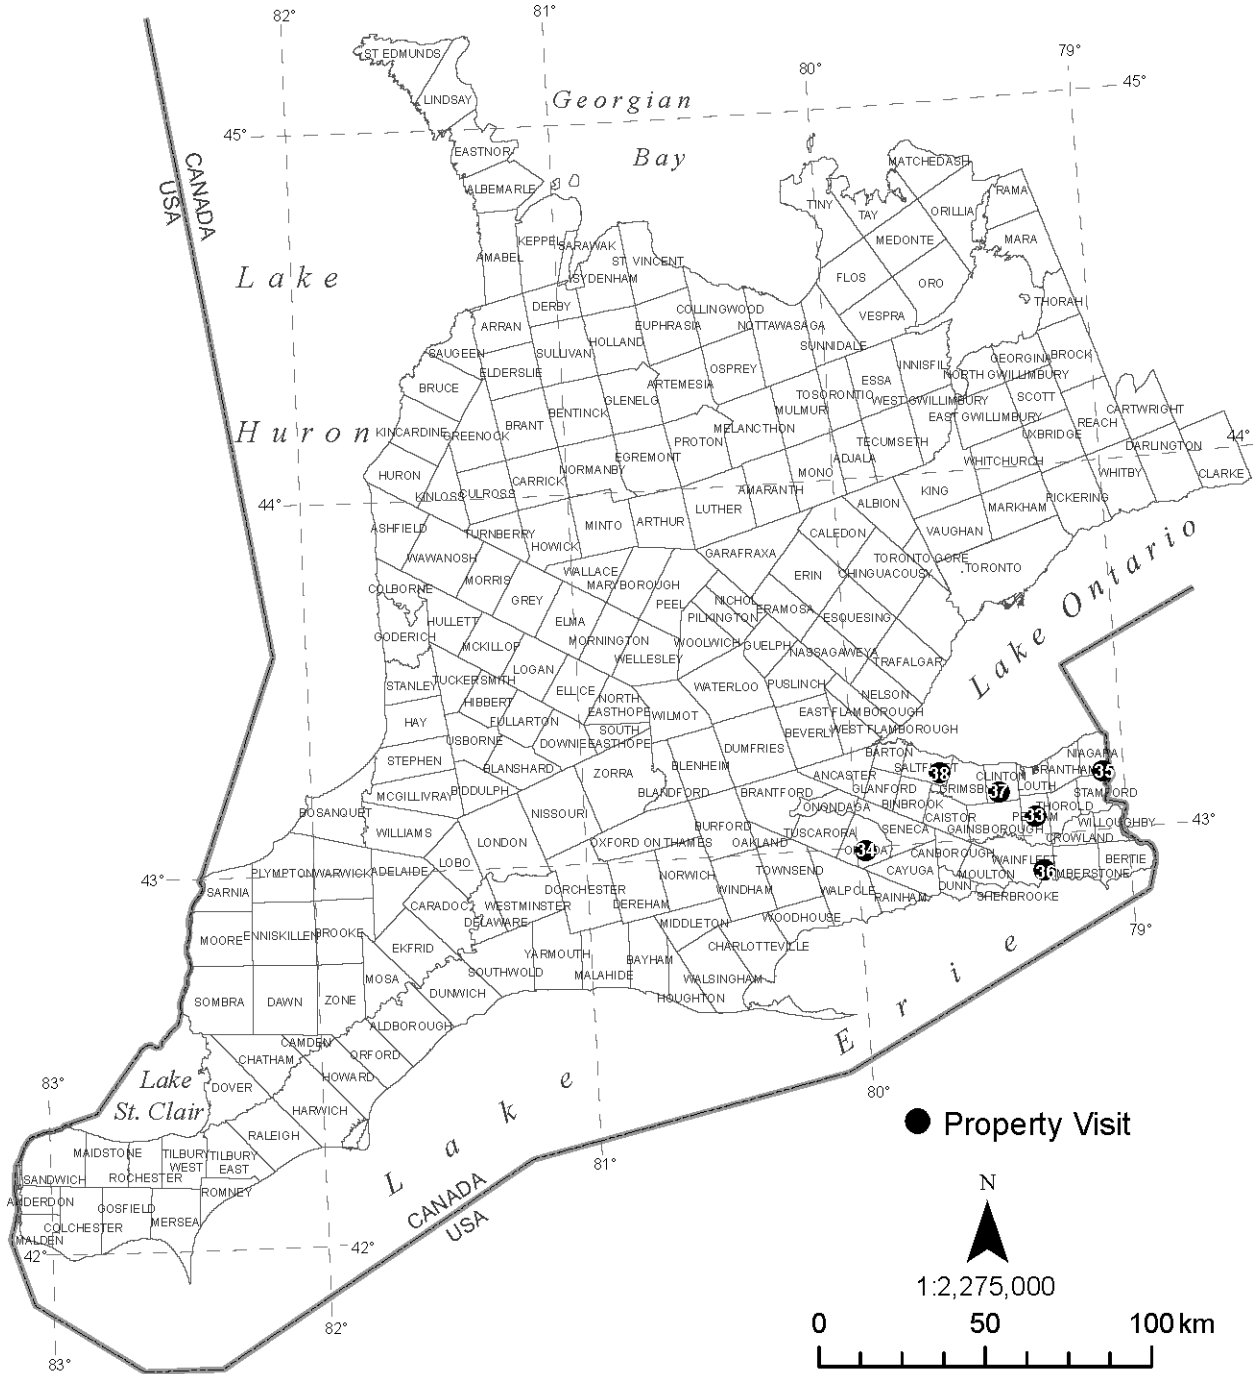 82°
81°
80°
79°
45°
45°
ST EDMUNDS
LINDSAY
Georgian
Bay
EASTNOR
ALBEMARLE
CANADA
USA
MATCHEDASH
RAMA
TINY
TAY
ORILLIA
KEPPEL
SARAWAK
MEDONTE
MARA
AMABEL
ST VINCENT
SYDENHAM
Lake
FLOS
ORO
DERBY
COLLINGWOOD
THORAH
ARRAN
EUPHRASIA
NOTTAWASAGA
VESPRA
HOLLAND
SUNNIDALE
SAUGEEN
SULLIVAN
GEORGINA
BROCK
ELDERSLIE
OSPREY
INNISFIL
NORTH GWILLIMBURY
BRUCE
ARTEMESIA
ESSA
GLENELG
TOSORONTIO
WEST GWILLIMBURY
SCOTT
BENTINCK
MULMUR
EAST GWILLIMBURY
CARTWRIGHT
Huron
KINCARDINE
GREENOCK
BRANT
MELANCTHON
REACH
PROTON
TECUMSETH
UXBRIDGE
DARLINGTON
44°
EGREMONT
ADJALA
WHITCHURCH
HURON
NORMANBY
MONO
WHITBY
CLARKE
KINLOSS
CULROSS
CARRICK
AMARANTH
KING
PICKERING
44°
LUTHER
ALBION
MARKHAM
ASHFIELD
TURNBERRY
MINTO
ARTHUR
CALEDON
VAUGHAN
HOWICK
WAWANOSH
GARAFRAXA
TORONTO GORE
TORONTO
COLBORNE
MORRIS
WALLACE
MARYBOROUGH
ERIN
CHINGUACOUSY
GREY
PEEL
NICHOL
ERAMOSA
Lake Ontario
HULLETT
ELMA
PILKINGTON
ESQUESING
GODERICH
MCKILLOP
MORNINGTON
WOOLWICH
GUELPH
NASSAGAWEYA
LOGAN
WELLESLEY
TRAFALGAR
STANLEY
TUCKERSMITH
ELLICE
NORTH
EASTHOPE
WATERLOO
PUSLINCH
NELSON
HIBBERT
WILMOT
EAST FLAMBOROUGH
HAY
FULLARTON
SOUTH
EASTHOPE
BEVERLY
WEST FLAMBOROUGH
USBORNE
DOWNIE
DUMFRIES
BARTON
NIAGARA
STEPHEN
BLANSHARD
ZORRA
BLENHEIM
ANCASTER
38
CLINTON
35
MCGILLIVRAY
BIDDULPH
BLANDFORD
BRANTFORD
GLANFORD
37
LOUTH
STAMFORD
BOSANQUET
NISSOURI
ONONDAGA
BINBROOK
THOROLD
WILLIAMS
BURFORD
TUSCARORA
SENECA
CAISTOR
GAINSBOROUGH
33
WILLOUGHBY
43°
LONDON
OXFORD ON THAMES
OAKLAND
CROWLAND
LOBO
34
CANBOROUGH
WAINFLEET
BERTIE
43°
SARNIA
PLYMPTON
WARWICK
ADELAIDE
NORWICH
TOWNSEND
CAYUGA
MOULTON
36
DORCHESTER
WINDHAM
WALPOLE
RAINHAM
DUNN
SHERBROOKE
CARADOC
WESTMINSTER
DEREHAM
DELAWARE
MIDDLETON
WOODHOUSE
79°
MOORE
ENNISKILLEN
BROOKE
EKFRID
YARMOUTH
CHARLOTTEVILLE
BAYHAM
SOUTHWOLD
MALAHIDE
WALSINGHAM
SOMBRA
DAWN
ZONE
MOSA
DUNWICH
HOUGHTON
ALDBOROUGH
Lake Erie
CAMDEN
CHATHAM
ORFORD
HOWARD
DOVER
80°
83°
Lake
St. Clair
HARWICH
Property Visit
RALEIGH
81°
MAIDSTONE
TILBURY
WEST
TILBURY
EAST
SANDWICH
ROCHESTER
ROMNEY
CANADA
USA
N
ANDERDON
GOSFIELD
MERSEA
COLCHESTER
MALDEN
42°
42°
1:2,275,000
82°
0 50 100 km
83°